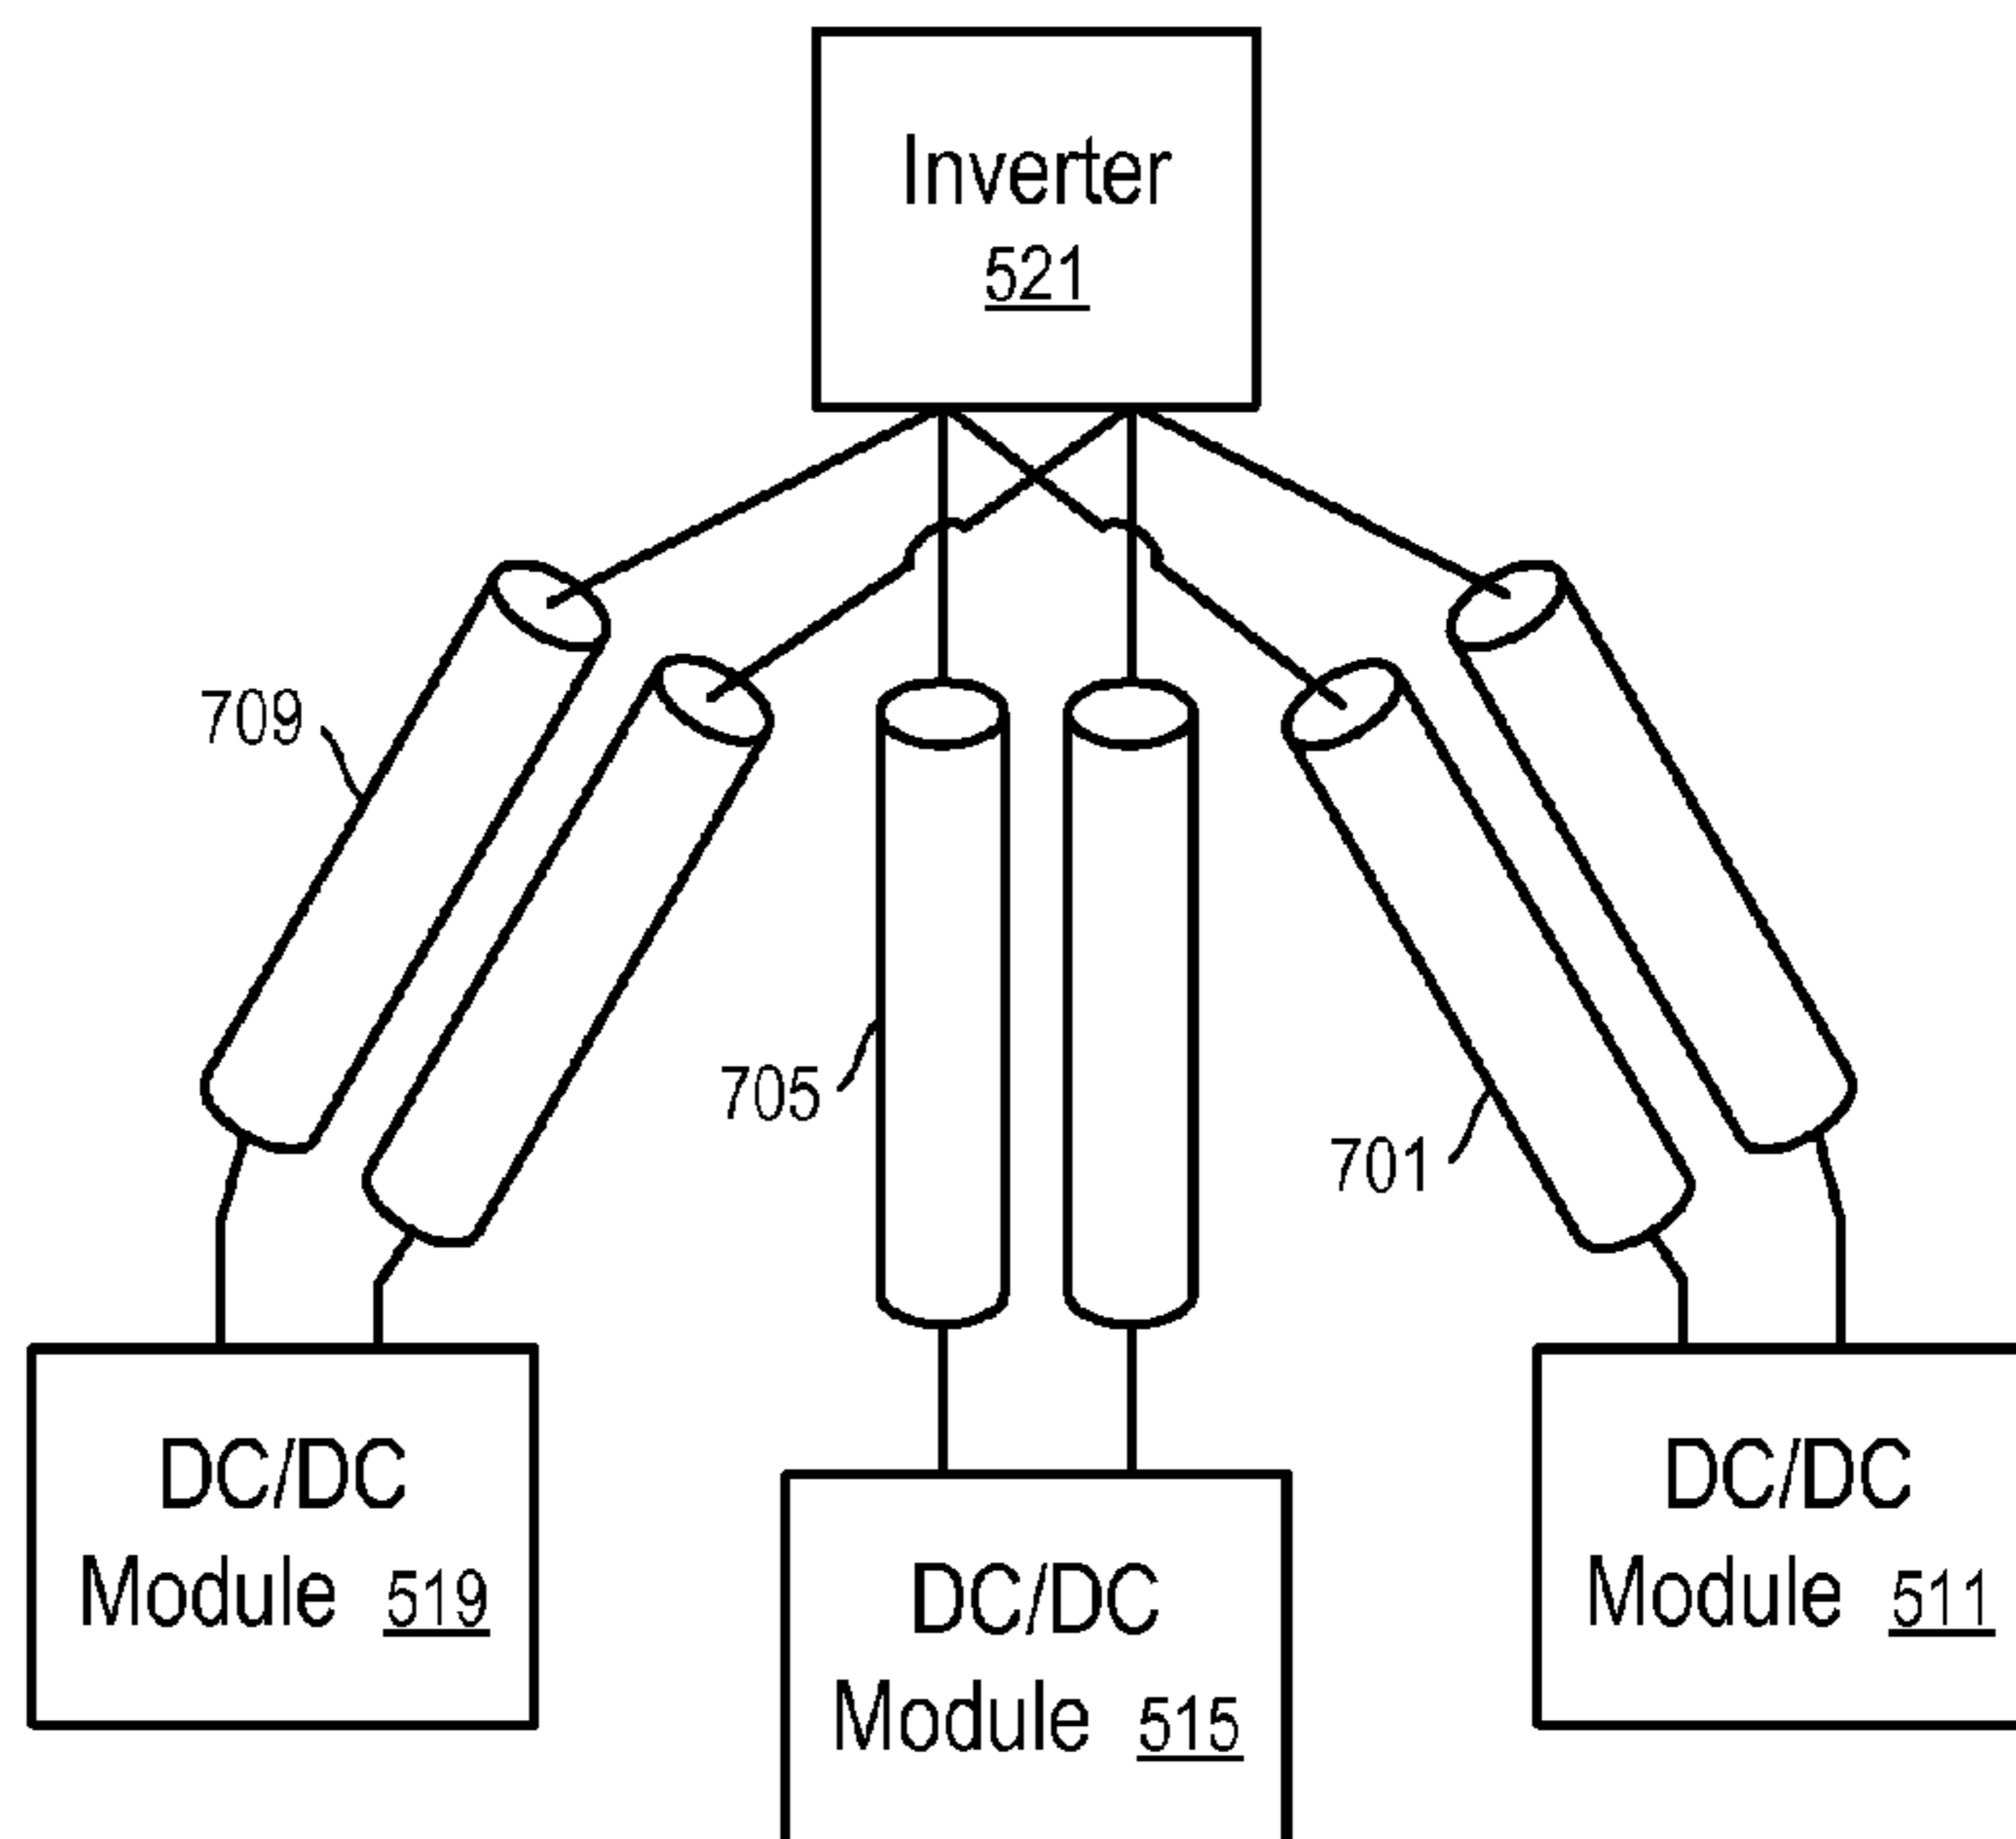 Inverter
521
709
705
701
DC/DC
Module 519
DC/DC
Module 515
DC/DC
Module 511